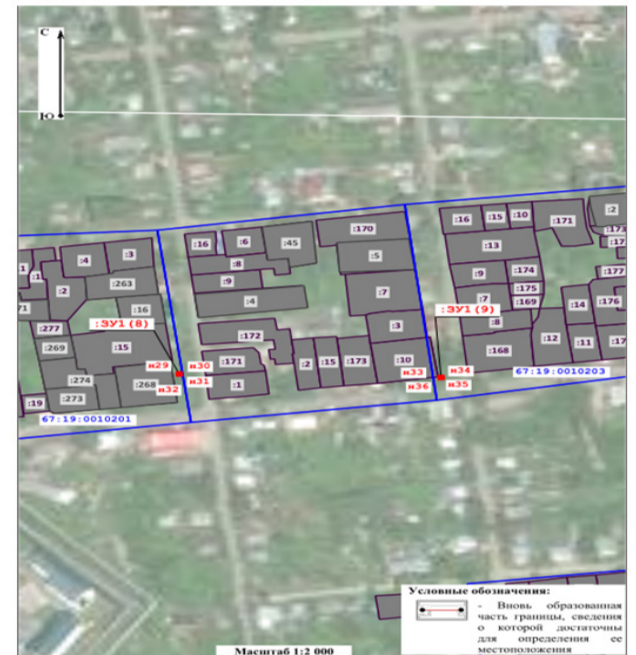 С
Ю
:170
:2
:16
:15
:10
:171
:16
:6
:45
:13
:4
:3
:8
:5
:17
:2
:263
:9
:9
:174
:177
:4
:7
:175
:16
:7
:169
:14
:176
:ЗУ1 (8)
:ЗУ1 (9)
:277
:172
:3
:8
:269
:15
:12
:11
:17
:171
:2
:15
:173
:10
:168
н29
н30
н33
н34
:274
:268
н32
н31
:1
н36
н35
67:19:0010203
:19
:273
67:19:0010201
Условные обозначения:
- Вновь образованная
часть границы, сведения
о которой достаточны
для определения ее
местоположения
Масштаб 1:2 000